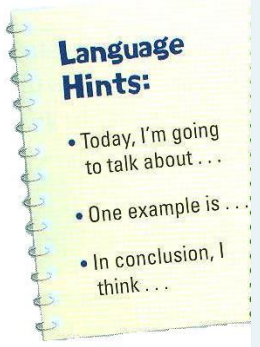 Language
Hints:
• Today, I'm going
to talk about . . .
• One example is . . .
• In conclusion, I
think . . .